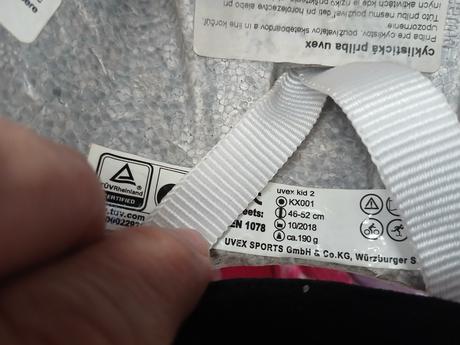 cyklistická prilba uvex
Prilba pre cyklistov, používateľov skateboardov a in line korčúľ
Upozornenie
Túto prilbu nesmú používať deti pri horolezectve alebo pri
TÜVRheinland
CERTIFIED
tuv.com
uvex kid 2
KX001
eets:
46-52 cm
EN 1078
10/2018
ca.190 g
UVEX SPORTS GmbH & Co.KG, Würzburger S